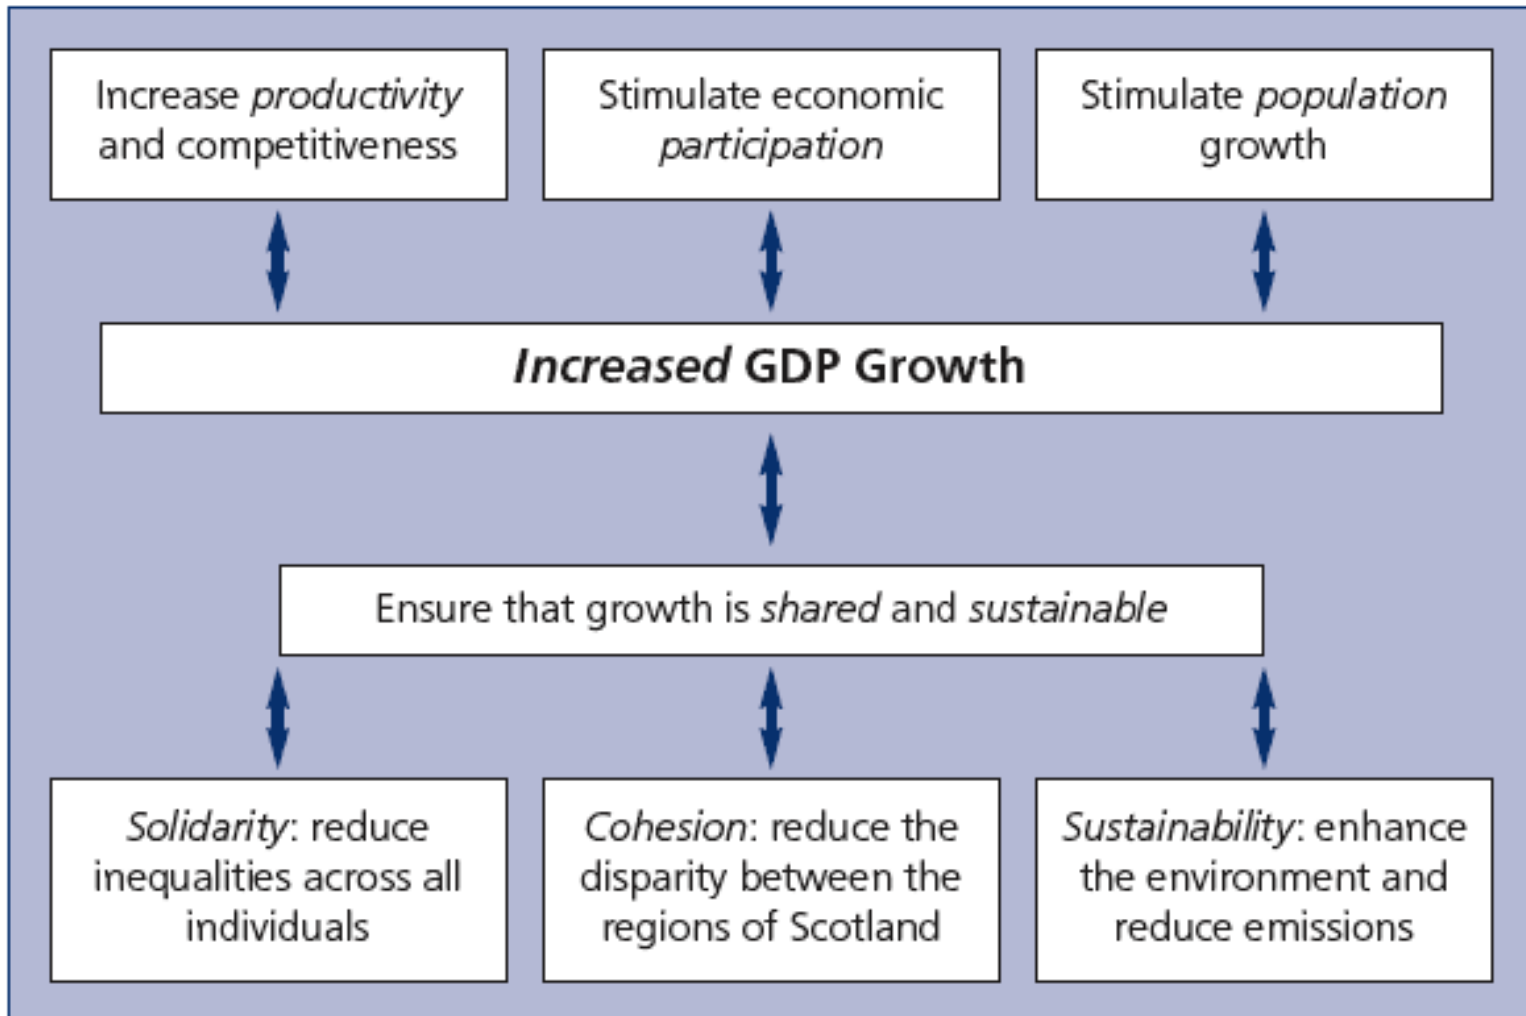 Increase productivity
and competitiveness
Stimulate economic
participation
Stimulate population
growth
Increased GDP Growth
Ensure that growth is shared and sustainable
Solidarity: reduce
inequalities across all
individuals
Cohesion: reduce the
disparity between the
regions of Scotland
Sustainability: enhance
the environment and
reduce emissions